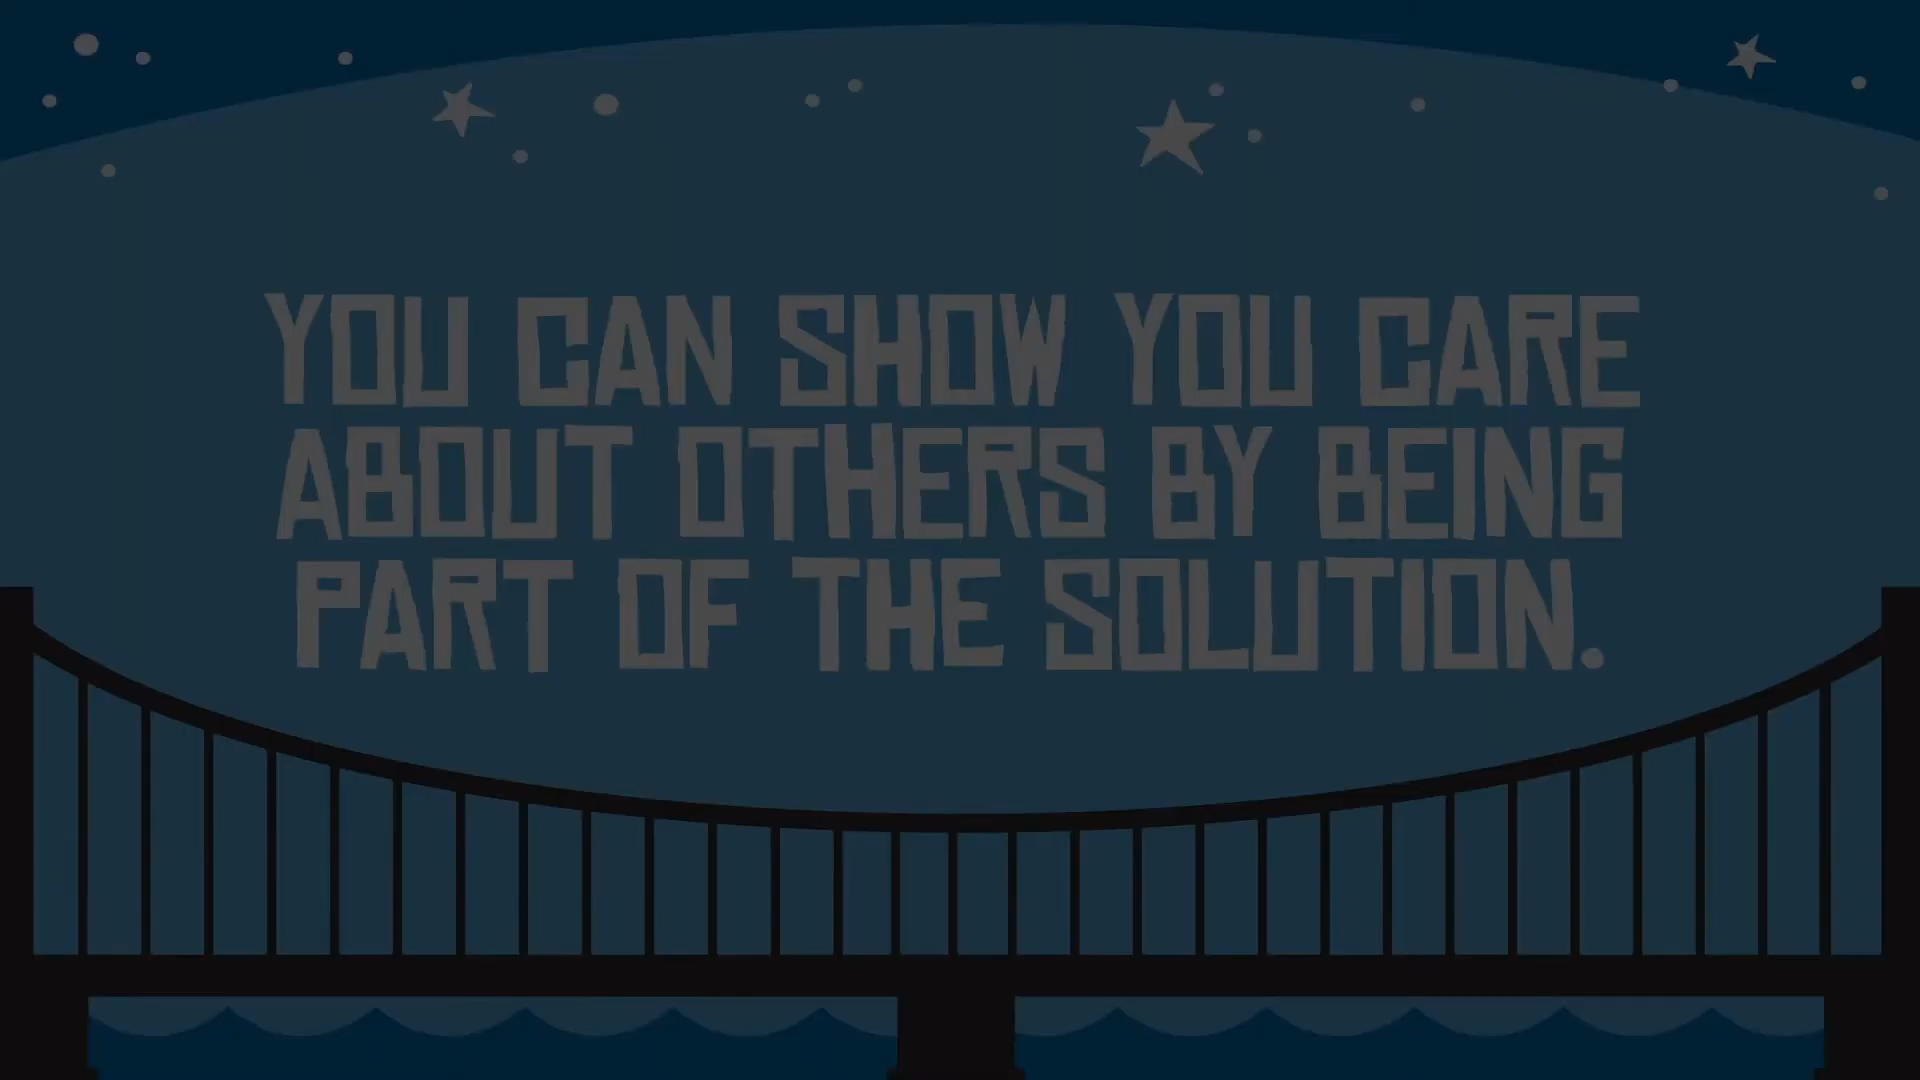 YOU CAN SHOW YOU CARE
ABOUT OTHERS BY BEING
PART OF THE SOLUTION.